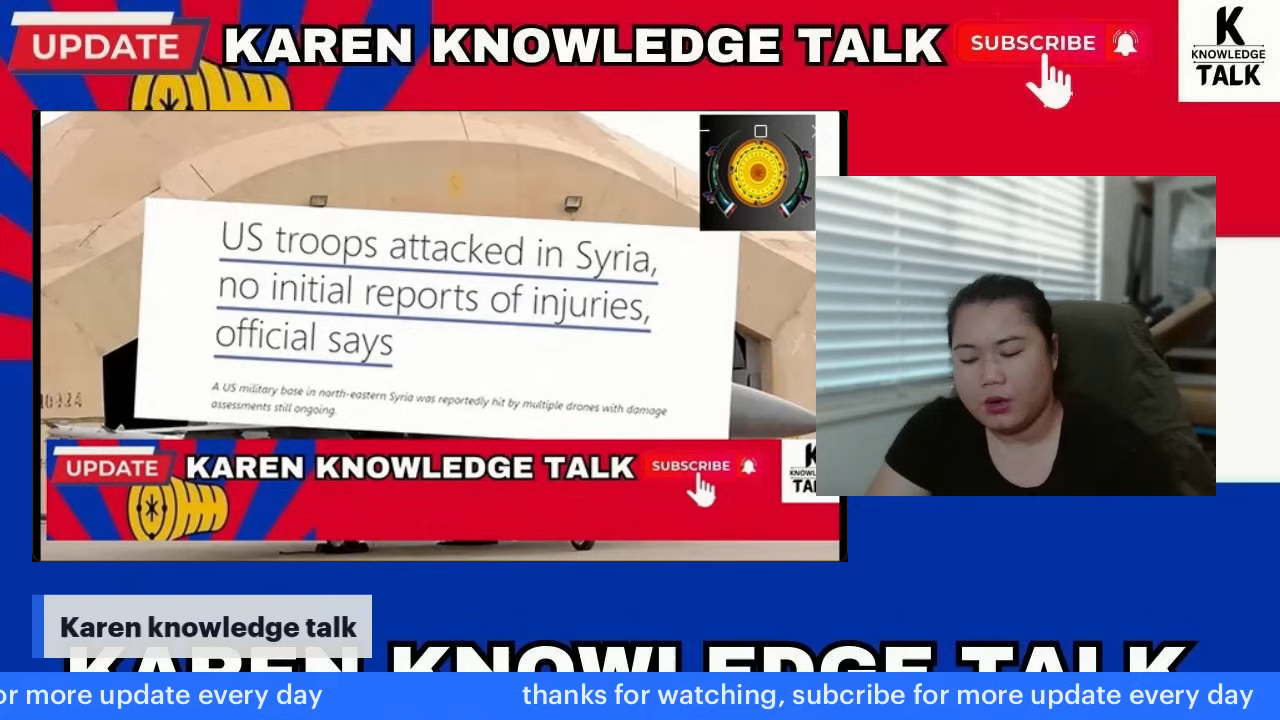 UPDATE
KAREN KNOWLEDGE TALK
SUBSCRIBE
K
KNOWLEDGE
TALK
US troops attacked in Syria,
no initial reports of injuries,
official says
A US military base in north-eastern Syria was reportedly hit by multiple drones with damage
assessments still ongoing.
UPDATE
KAREN KNOWLEDGE TALK
SUBSCRIBE
Karen knowledge talk
KAREN KNOWLEDGE TALK
or more update every day
thanks for watching, subcribe for more update every day